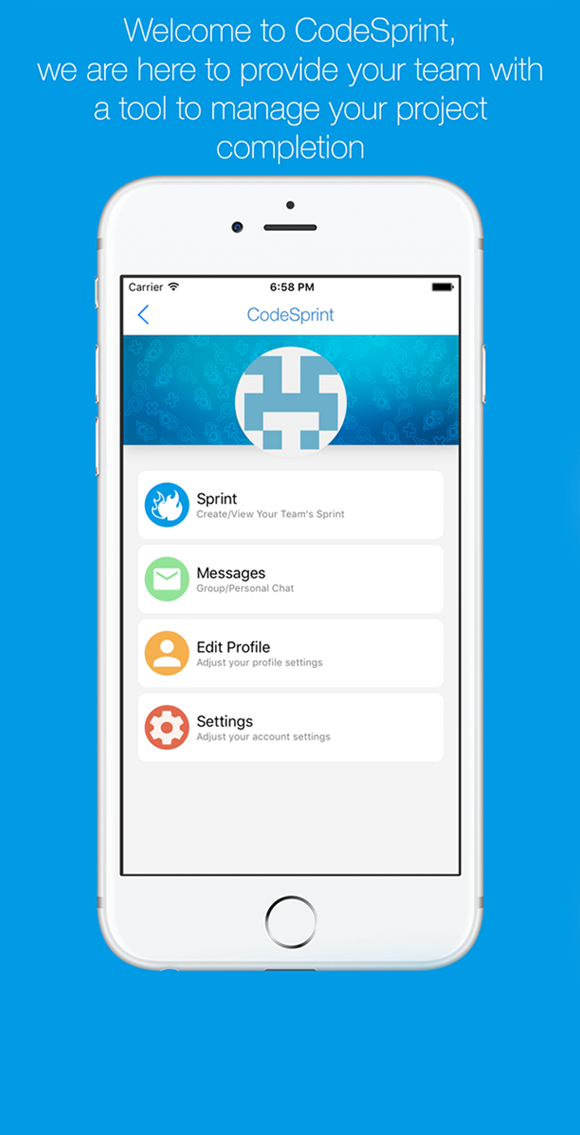 Welcome to CodeSprint,
we are here to provide your team with
a tool to manage your project
completion
Carrier 6:58 PM
CodeSprint
Sprint
Create/View Your Team's Sprint
Messages
Group/Personal Chat
Edit Profile
Adjust your profile settings
Settings
Adjust your account settings